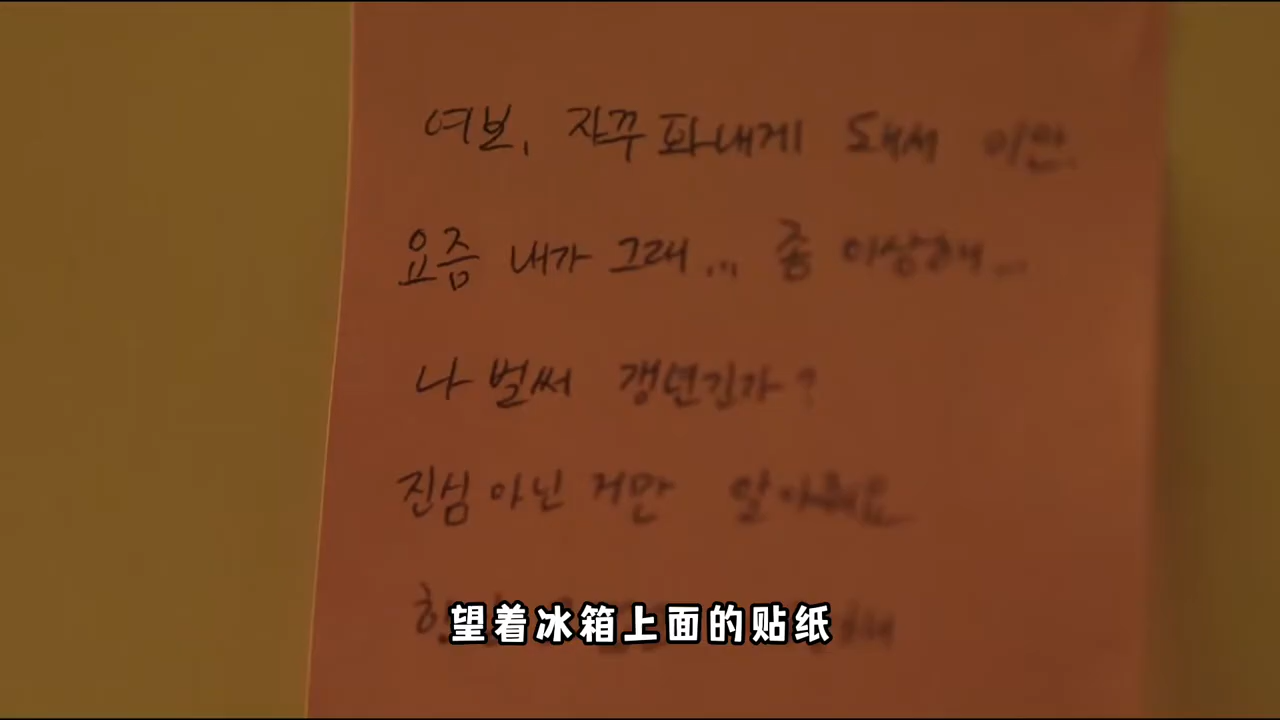 여보, 자꾸 화내게 돼서 미안.
요즘 내가 그래... 좀 이상해...
나 벌써 갱년긴가?
진심 아닌 거만 알아줘요
望着冰箱上面的贴纸